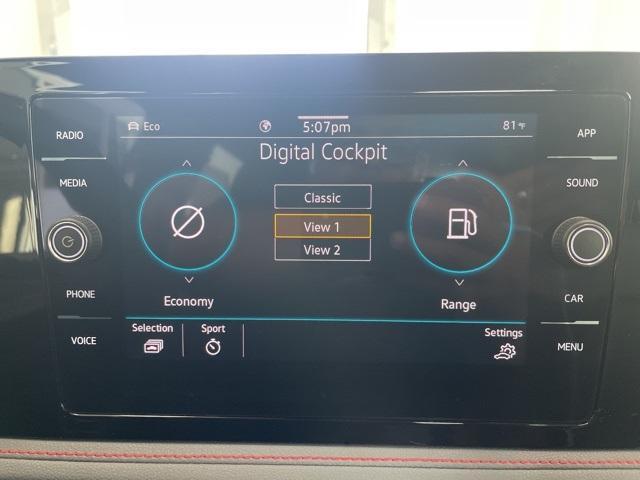 RADIO
MEDIA
PHONE
VOICE
Eco
5:07pm
81°F
Digital Cockpit
Classic
View 1
View 2
Economy
Range
Selection
Sport
Settings
APP
SOUND
CAR
MENU